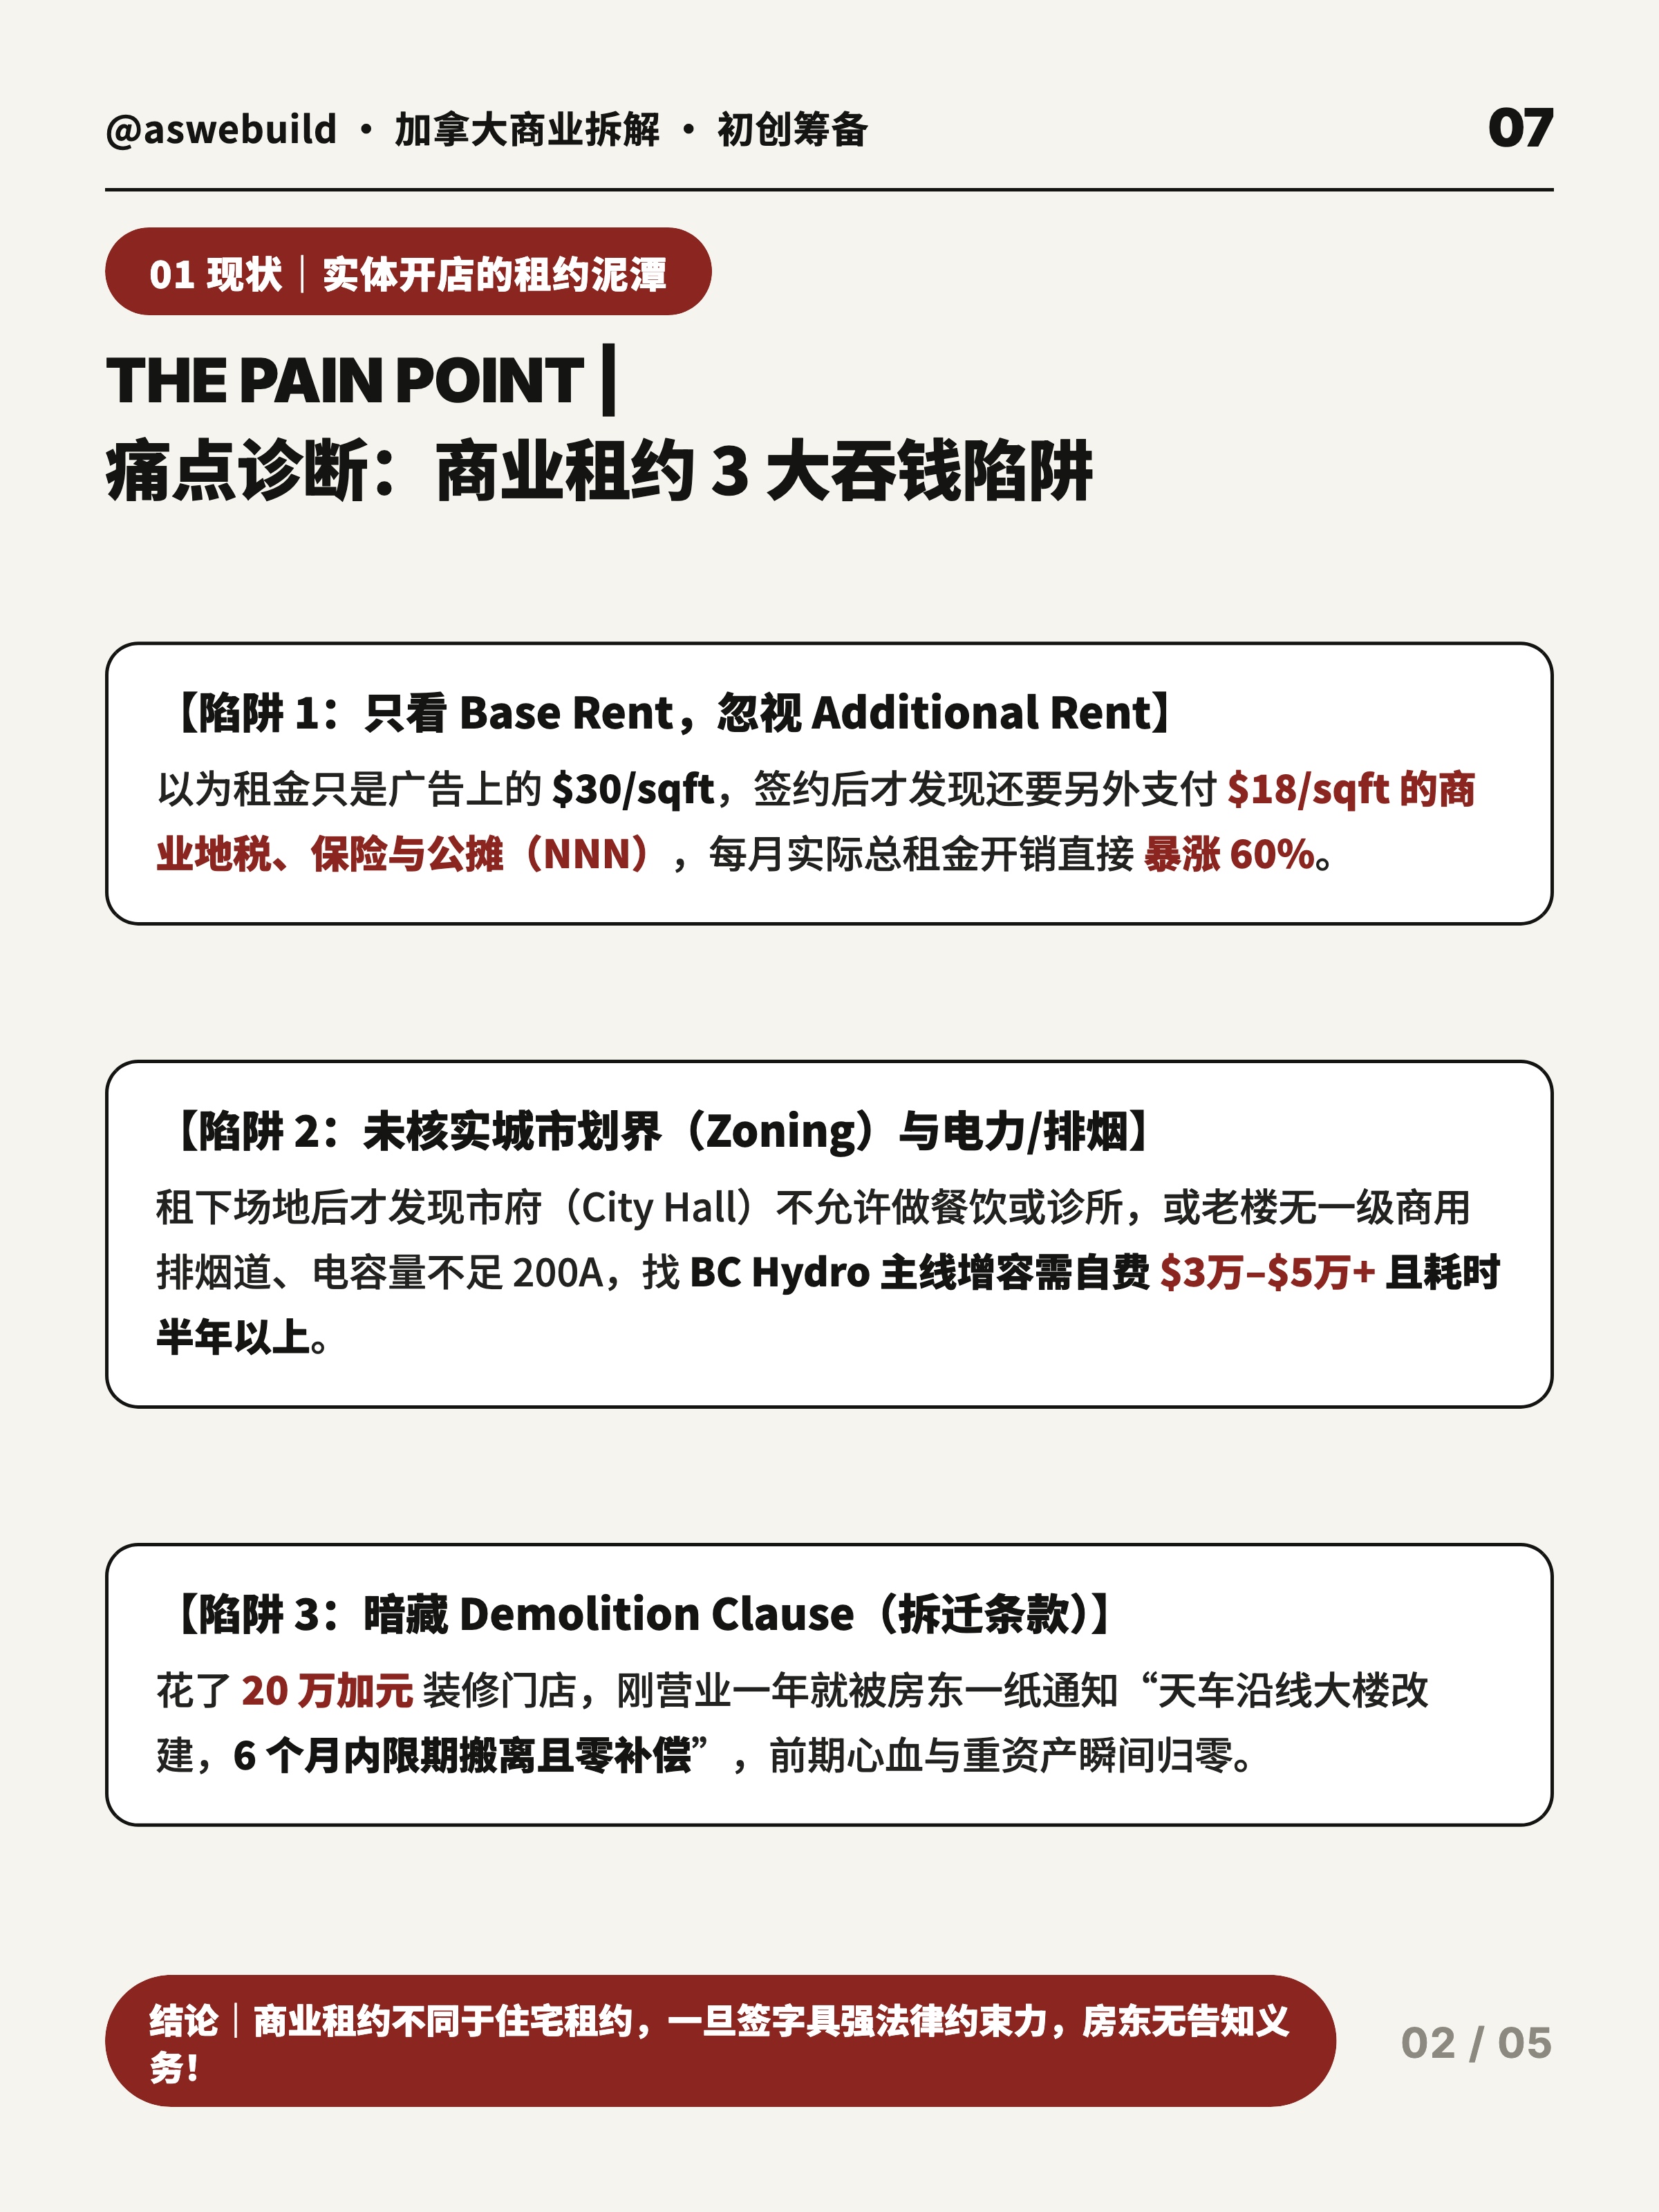 @aswebuild • 加拿大商业拆解 • 初创筹备
07
01 现状｜实体开店的租约泥潭
THE PAIN POINT |
痛点诊断：商业租约 3 大吞钱陷阱
【陷阱 1：只看 Base Rent，忽视 Additional Rent】
以为租金只是广告上的 $30/sqft，签约后才发现还要另外支付 $18/sqft 的商
业地税、保险与公摊（NNN），每月实际总租金开销直接 暴涨 60%。
【陷阱 2：未核实城市划界（Zoning）与电力/排烟】
租下场地后才发现市府（City Hall）不允许做餐饮或诊所，或老楼无一级商用
排烟道、电容量不足 200A，找 BC Hydro 主线增容需自费 $3万–$5万+ 且耗时
半年以上。
【陷阱 3：暗藏 Demolition Clause（拆迁条款）】
花了 20 万加元 装修门店，刚营业一年就被房东一纸通知“天车沿线大楼改
建，6 个月内限期搬离且零补偿”，前期心血与重资产瞬间归零。
结论｜商业租约不同于住宅租约，一旦签字具强法律约束力，房东无告知义
务！
02 / 05